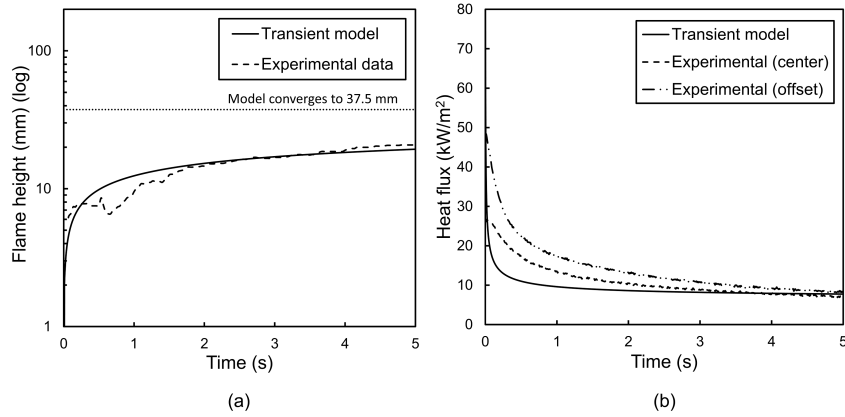 100
10
1
0
1
2
3
4
5
Flame height (mm) (log)
Time (s)
Transient model
Experimental data
Model converges to 37.5 mm
(a)
80
70
60
50
40
30
20
10
0
0
1
2
3
4
5
Heat flux (kW/m²)
Time (s)
Transient model
Experimental (center)
Experimental (offset)
(b)